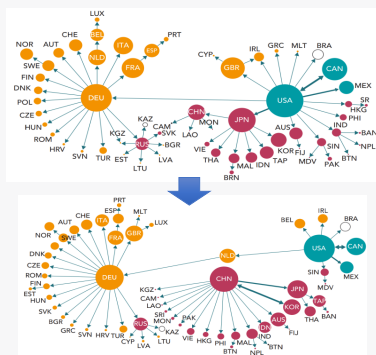 LUX
PRT
NOR AUT CHE BEL ITA ESP
SWE NLD FRA
FIN
DNK DEU
POL
CZE
HUN
ROM
HRV
SVN
TUR
KGZ
EST
LTU
LVA
BGR
SVK
CAM
KAZ
RUS
CHN
MON
LAO
VIE
THA
BRN
MAL
IDN
TAP
KOR
AUS
FIJ
MDV
PAK
SIN
BTN
NPL
BAN
IND
PHI
HKG
SR
MEX
CAN
BRA
MLT
GRC
IRL
GBR
CYP
USA
JPN
PRT
ESP MLT
NOR AUT CHE ITA LUX
SWE FRA GBR
DNK
CZE DEU
ROM
FIN
EST
HUN
SVK
BGR
GRC
SVN
HRV
TUR
CYP
LVA
LTU
KAZ
RUS
KGZ
CAM
LAO
SRI
MON
PAK
VIE
HKG
PHI
BTN
MAL
NPL
IDN
BAN
BRN
FIJ
AUS
KOR
JPN
TAP
THA
MDV
SIN
MEX
CAN
BRA
IRL
BEL
USA
NLD
CHN